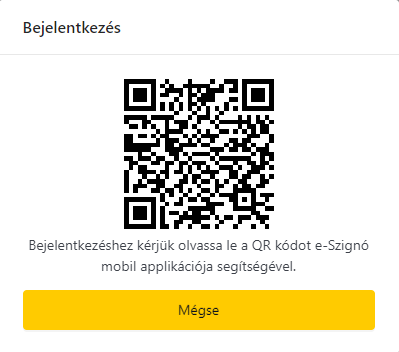 Bejelentkezés
Bejelentkezéshez kérjük olvassa le a QR kódot e-Szignó
mobil applikációja segítségével.
Mégse